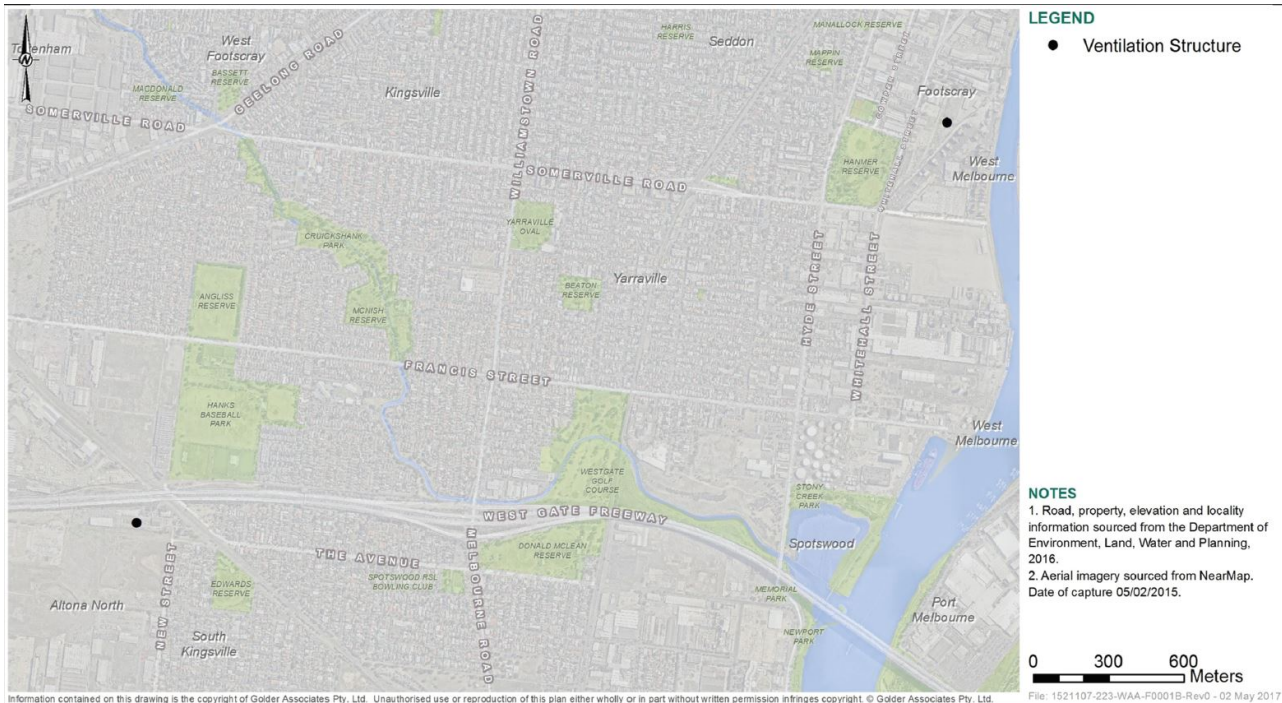 LEGEND
Ventilation Structure
Tottenham
West
Footscray
BASSETT
RESERVE
MACDONALD
RESERVE
GEELONG ROAD
SOMERVILLE ROAD
Kingsville
WILLIAMSTOWN ROAD
HARRIS
RESERVE
Seddon
MANALLOCK RESERVE
MAPPIN
RESERVE
Footscray
HANMER
RESERVE
West
Melbourne
SOMERVILLE ROAD
YARRAVILLE
OVAL
CRUICKSHANK
PARK
ANGLISS
RESERVE
MCNISH
RESERVE
BEATON
RESERVE
Yarraville
HYDE STREET
WHITEHALL STREET
FRANCIS STREET
HANKS
BASEBALL
PARK
West
Melbourne
WESTGATE
GOLF
COURSE
STONY
CREEK
PARK
WEST GATE FREEWAY
DONALD MCLEAN
RESERVE
Spotswood
THE AVENUE
SPOTSWOOD RSL
BOWLING CLUB
MELBOURNE ROAD
NEW STREET
EDWARDS
RESERVE
Altona North
South
Kingsville
MEMORIAL
PARK
NEWPORT
PARK
Port
Melbourne
NOTES
1. Road, property, elevation and locality
information sourced from the Department of
Environment, Land, Water and Planning,
2016.
2. Aerial imagery sourced from NearMap.
Date of capture 05/02/2015.
0 300 600
Meters
Information contained on this drawing is the copyright of Golder Associates Pty. Ltd. Unauthorised use or reproduction of this plan either wholly or in part without written permission infringes copyright. © Golder Associates Pty. Ltd.
File: 1521107-223-WAA-F0001B-Rev0 - 02 May 2017